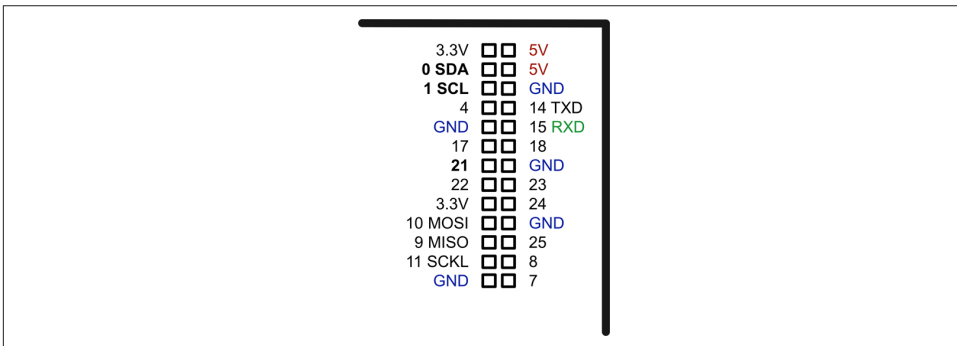 3.3V 5V
0 SDA 5V
1 SCL GND
4 14 TXD
GND 15 RXD
17 18
21 GND
22 23
3.3V 24
10 MOSI GND
9 MISO 25
11 SCKL 8
GND 7